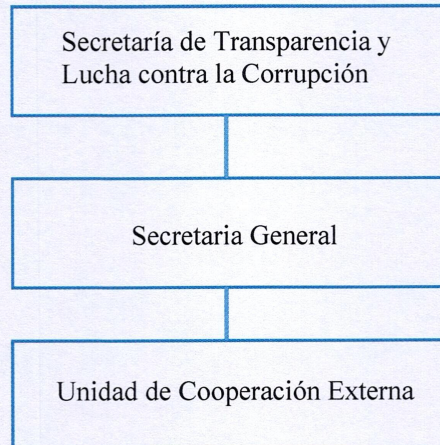 Secretaría de Transparencia y
Lucha contra la Corrupción
Secretaria General
Unidad de Cooperación Externa